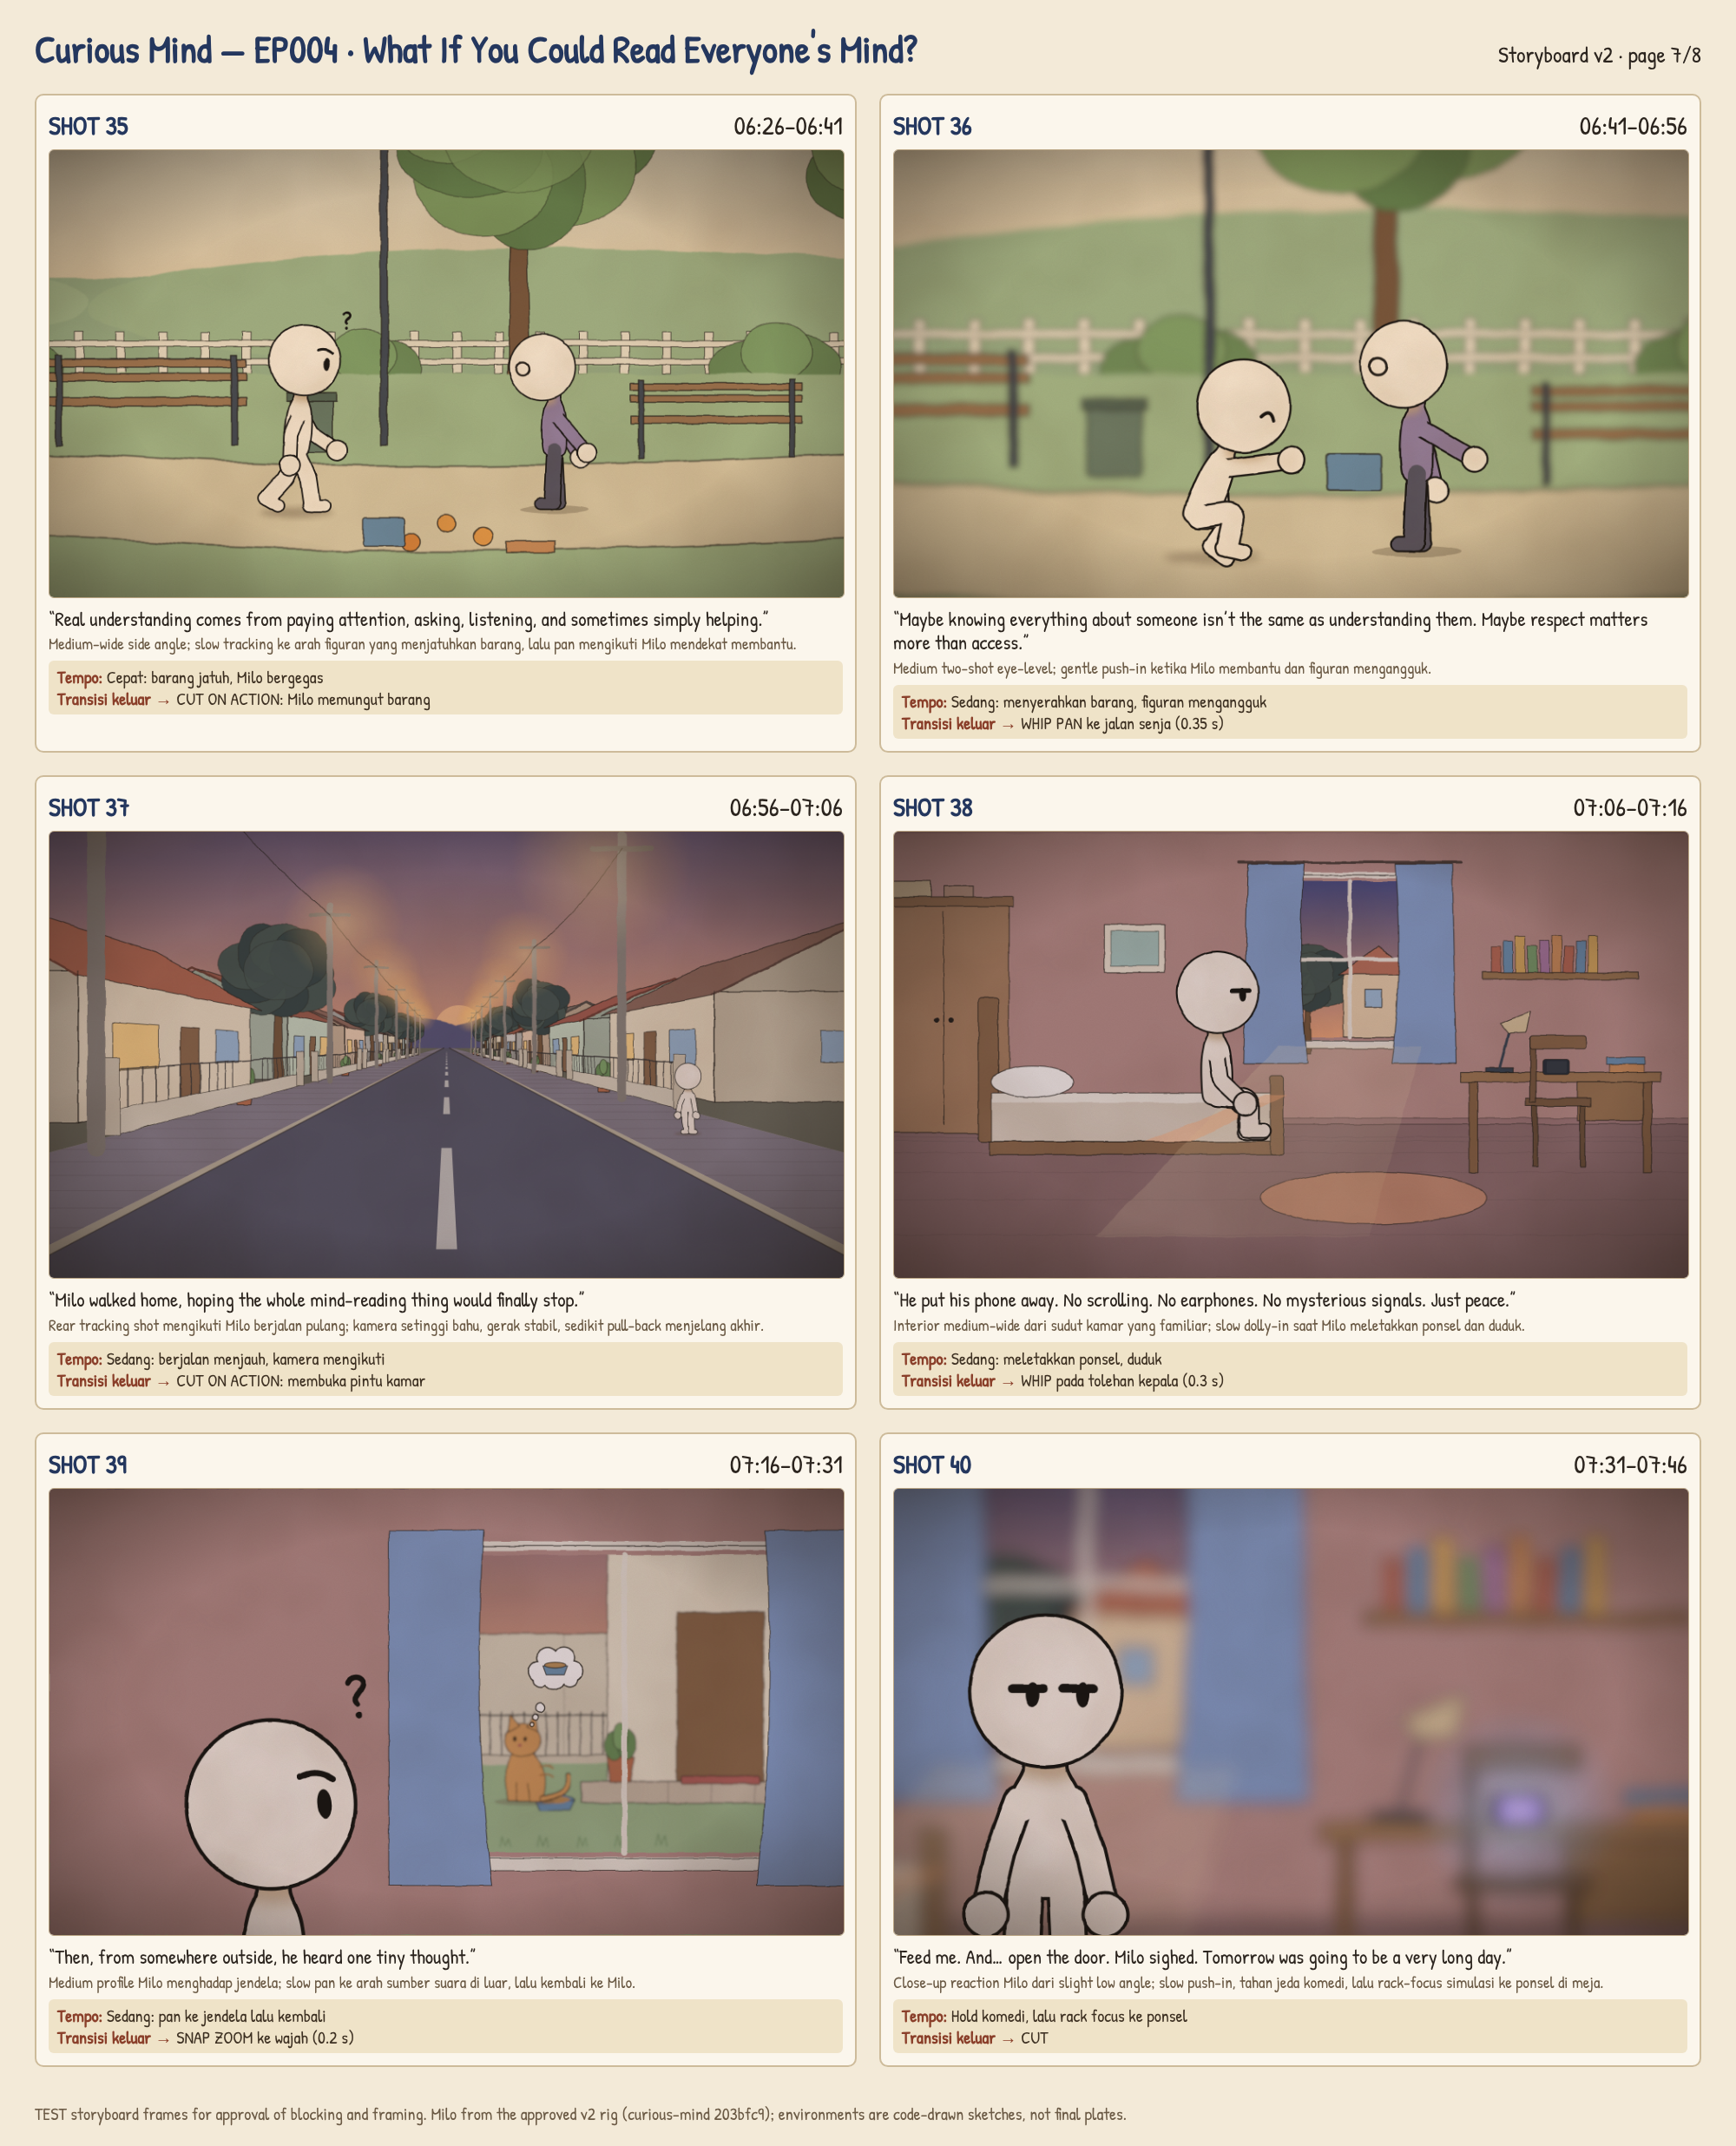 Curious Mind — EP004 · What If You Could Read Everyone's Mind?
Storyboard v2 · page 7/8
SHOT 35
06:26–06:41
?
“Real understanding comes from paying attention, asking, listening, and sometimes simply helping.”
Medium-wide side angle; slow tracking ke arah figuran yang menjatuhkan barang, lalu pan mengikuti Milo mendekat membantu.
Tempo: Cepat: barang jatuh, Milo bergegas
Transisi keluar → CUT ON ACTION: Milo memungut barang
SHOT 36
06:41–06:56
“Maybe knowing everything about someone isn't the same as understanding them. Maybe respect matters
more than access.”
Medium two-shot eye-level; gentle push-in ketika Milo membantu dan figuran mengangguk.
Tempo: Sedang: menyerahkan barang, figuran mengangguk
Transisi keluar → WHIP PAN ke jalan senja (0.35 s)
SHOT 37
06:56–07:06
“Milo walked home, hoping the whole mind-reading thing would finally stop.”
Rear tracking shot mengikuti Milo berjalan pulang; kamera setinggi bahu, gerak stabil, sedikit pull-back menjelang akhir.
Tempo: Sedang: berjalan menjauh, kamera mengikuti
Transisi keluar → CUT ON ACTION: membuka pintu kamar
SHOT 38
07:06–07:16
“He put his phone away. No scrolling. No earphones. No mysterious signals. Just peace.”
Interior medium-wide dari sudut kamar yang familiar; slow dolly-in saat Milo meletakkan ponsel dan duduk.
Tempo: Sedang: meletakkan ponsel, duduk
Transisi keluar → WHIP pada tolehan kepala (0.3 s)
SHOT 39
07:16–07:31
?
“Then, from somewhere outside, he heard one tiny thought.”
Medium profile Milo menghadap jendela; slow pan ke arah sumber suara di luar, lalu kembali ke Milo.
Tempo: Sedang: pan ke jendela lalu kembali
Transisi keluar → SNAP ZOOM ke wajah (0.2 s)
SHOT 40
07:31–07:46
“Feed me. And... open the door. Milo sighed. Tomorrow was going to be a very long day.”
Close-up reaction Milo dari slight low angle; slow push-in, tahan jeda komedi, lalu rack-focus simulasi ke ponsel di meja.
Tempo: Hold komedi, lalu rack focus ke ponsel
Transisi keluar → CUT
TEST storyboard frames for approval of blocking and framing. Milo from the approved v2 rig (curious-mind 203bfc9); environments are code-drawn sketches, not final plates.